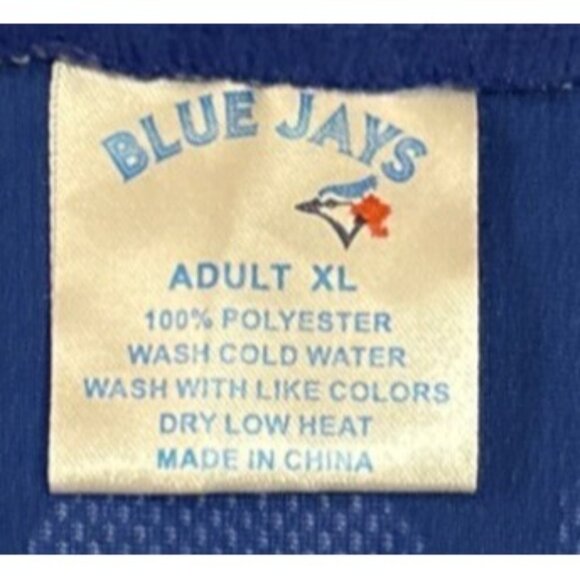 BLUE JAYS
ADULT XL
100% POLYESTER
WASH COLD WATER
WASH WITH LIKE COLORS
DRY LOW HEAT
MADE IN CHINA